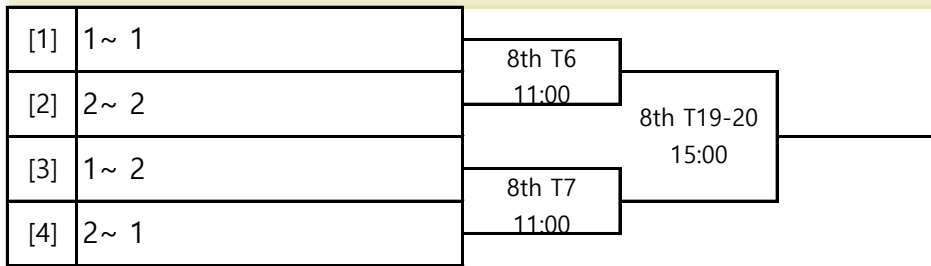 [1] 1~ 1
8th T6
11:00
[2] 2~ 2
8th T19-20
15:00
[3] 1~ 2
8th T7
11:00
[4] 2~ 1